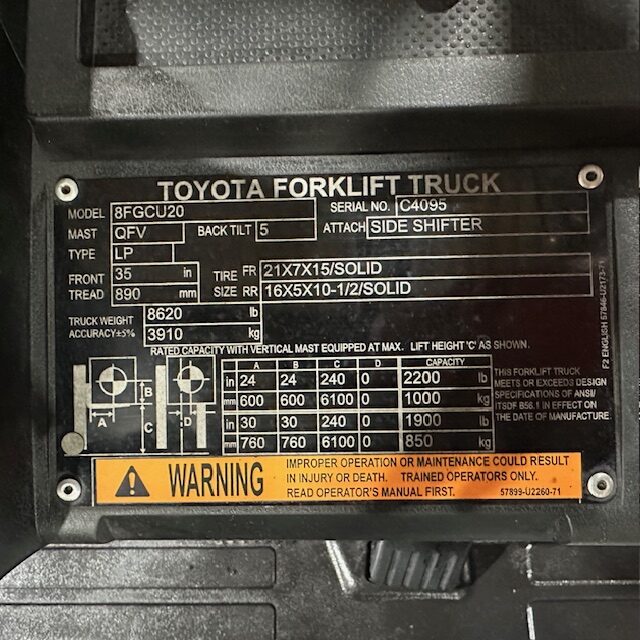 TOYOTA FORKLIFT TRUCK
MODEL 8FGCU20 SERIAL NO. C4095
MAST QFV BACK TILT 5 ATTACH SIDE SHIFTER
TYPE LP
FRONT TREAD 35 in
890 mm
TIRE SIZE FR 21X7X15/SOLID
RR 16X5X10-1/2/SOLID
TRUCK WEIGHT 8620 lb
ACCURACY±5% 3910 kg
RATED CAPACITY WITH VERTICAL MAST EQUIPPED AT MAX. LIFT HEIGHT 'C' AS SHOWN.
A B C D
A B C D CAPACITY
in 24 24 240 0 2200 lb
mm 600 600 6100 0 1000 kg
in 30 30 240 0 1900 lb
mm 760 760 6100 0 850 kg
THIS FORKLIFT TRUCK
MEETS OR EXCEEDS DESIGN
SPECIFICATIONS OF ANSI/
ITSDF B56.1 IN EFFECT ON
THE DATE OF MANUFACTURE.
F2 ENGLISH 57846-U2173-71
WARNING
IMPROPER OPERATION OR MAINTENANCE COULD RESULT
IN INJURY OR DEATH. TRAINED OPERATORS ONLY.
READ OPERATOR'S MANUAL FIRST. 57899-U2260-71